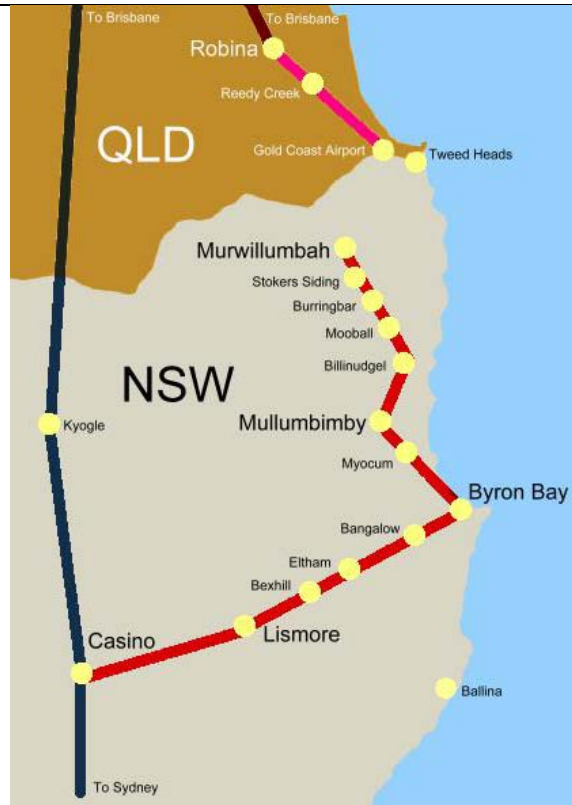 To Brisbane
To Brisbane
Robina
Reedy Creek
QLD
Gold Coast Airport
Tweed Heads
Murwillumbah
Stokers Siding
Burringbar
Mooball
Billinudgel
NSW
Kyogle
Mullumbimby
Myocum
Byron Bay
Bangalow
Eltham
Bexhill
Lismore
Casino
Ballina
To Sydney